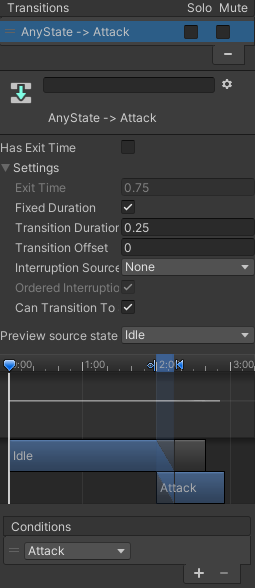 Transitions Solo Mute
AnyState -> Attack
AnyState -> Attack
Has Exit Time
Settings
Exit Time 0.75
Fixed Duration
Transition Duration 0.25
Transition Offset 0
Interruption Source None
Ordered Interruptio
Can Transition To
Preview source state Idle
0:00 1:00 2:0 3:00
Idle
Attack
Conditions
Attack